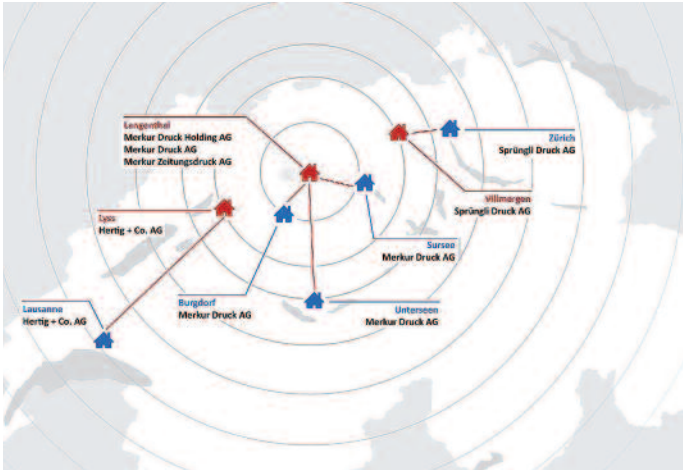 Langenthal
Merkur Druck Holding AG
Merkur Druck AG
Merkur Zeitungsdruck AG
Zürich
Sprüngli Druck AG
Villmergen
Sprüngli Druck AG
Lyss
Hertig + Co. AG
Sursee
Merkur Druck AG
Lausanne
Hertig + Co. AG
Burgdorf
Merkur Druck AG
Unterseen
Merkur Druck AG